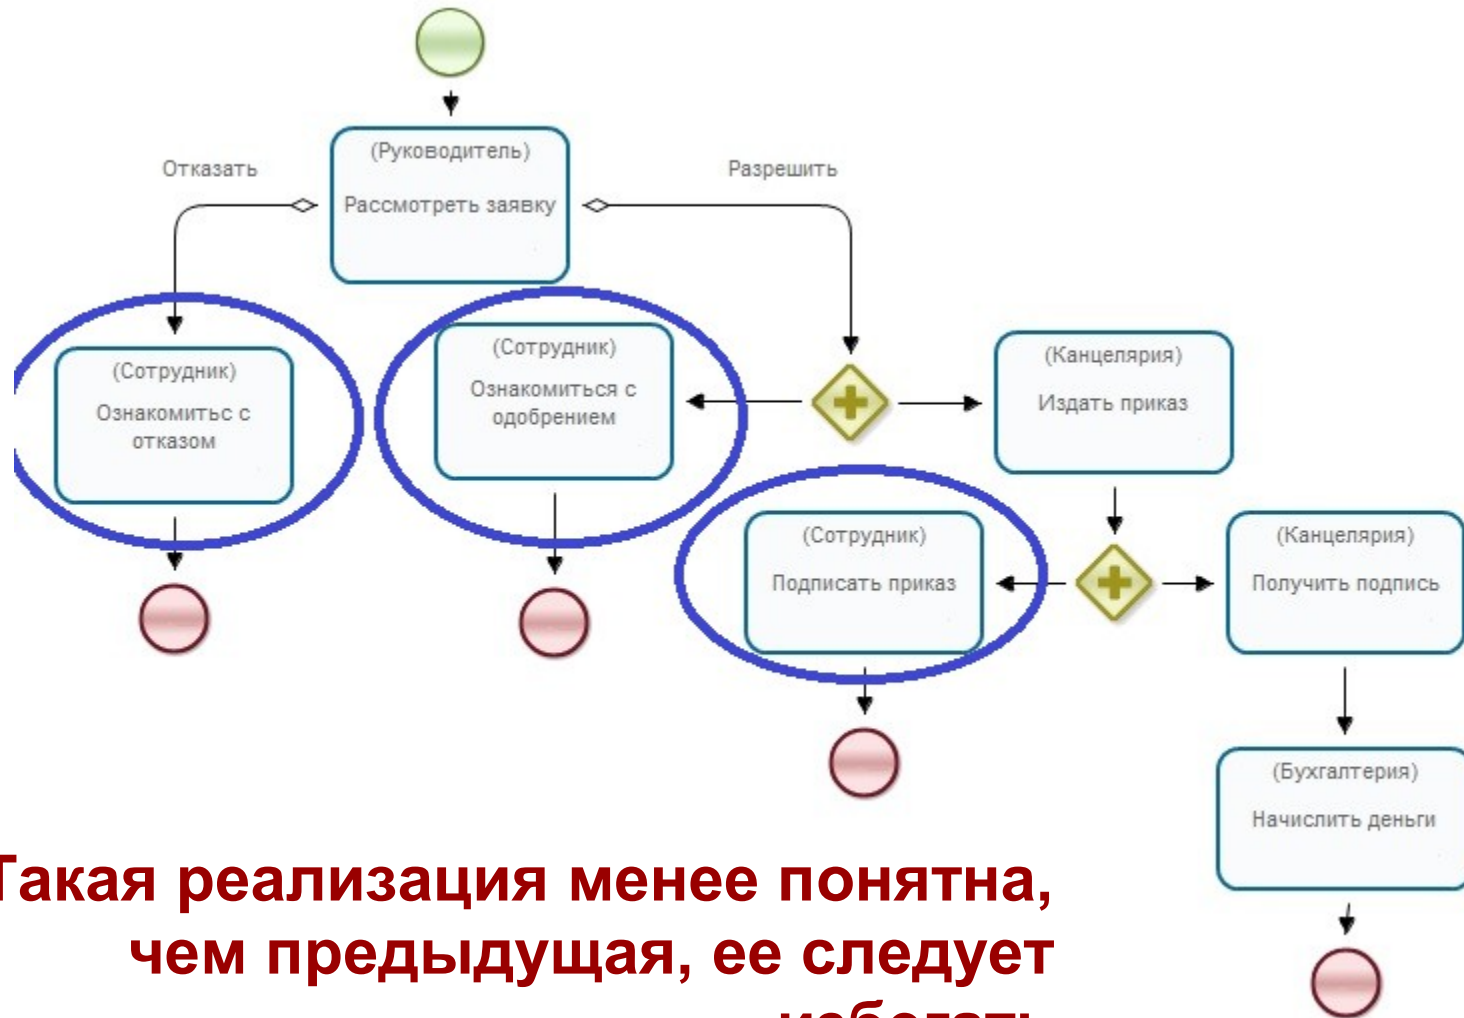 (Руководитель)
Отказать
Разрешить
Рассмотреть заявку
(Сотрудник)
Ознакомитьс с
отказом
(Сотрудник)
Ознакомиться с
одобрением
(Канцелярия)
Издать приказ
(Сотрудник)
Подписать приказ
(Канцелярия)
Получить подпись
(Бухгалтерия)
Начислить деньги
Такая реализация менее понятна,
чем предыдущая, ее следует
избегать